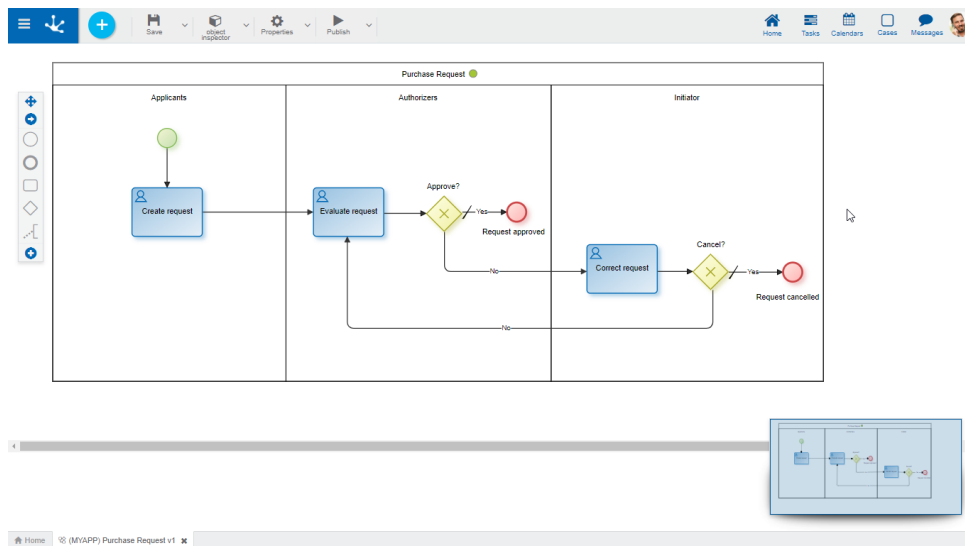 Save
object
inspector
Properties
Publish
Home
Tasks
Calendars
Cases
Messages
Purchase Request
Applicants
Authorizers
Initiator
Create request
Evaluate request
Approve?
Yes
Request approved
No
Correct request
Cancel?
Yes
Request cancelled
No
Home
(MYAPP) Purchase Request v1